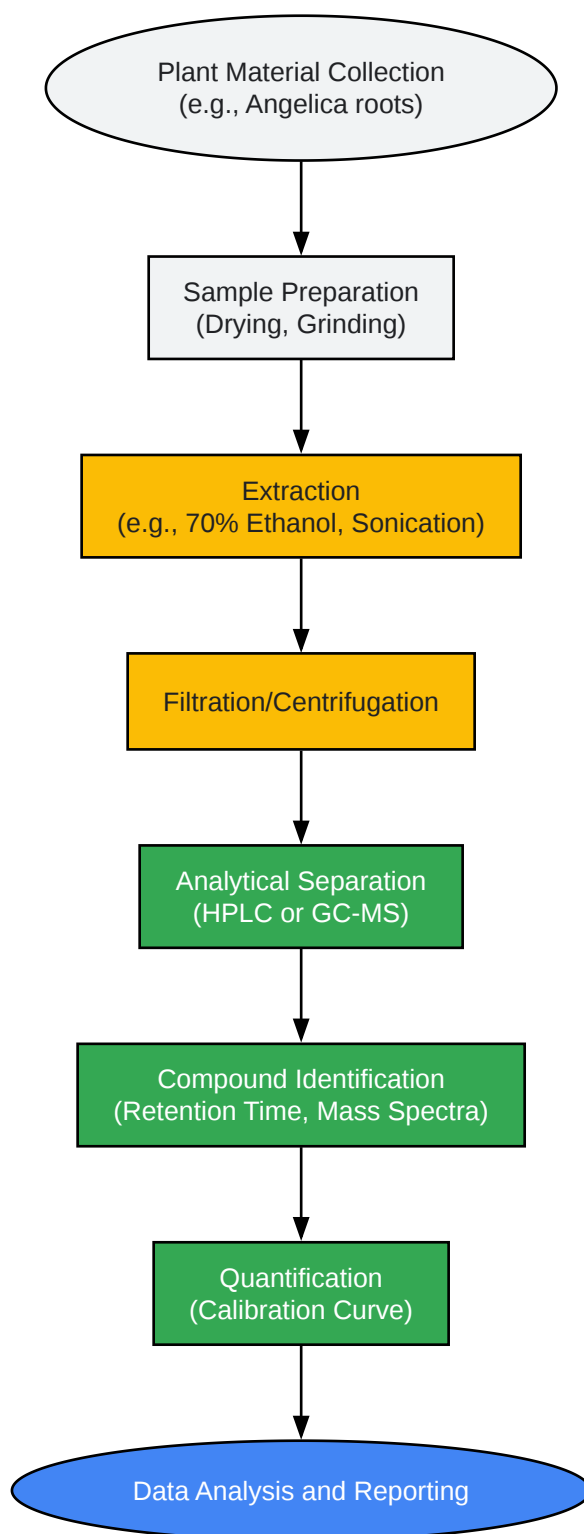 Plant Material Collection
(e.g., Angelica roots)
Sample Preparation
(Drying, Grinding)
Extraction
(e.g., 70% Ethanol, Sonication)
Filtration/Centrifugation
Analytical Separation
(HPLC or GC-MS)
Compound Identification
(Retention Time, Mass Spectra)
Quantification
(Calibration Curve)
Data Analysis and Reporting